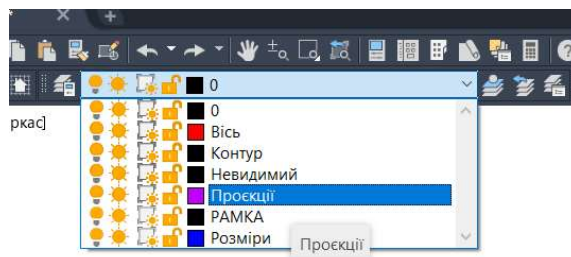 0
ркас]
0
Вісь
Контур
Невидимий
Проєкції
РАМКА
Розміри
Проєкції